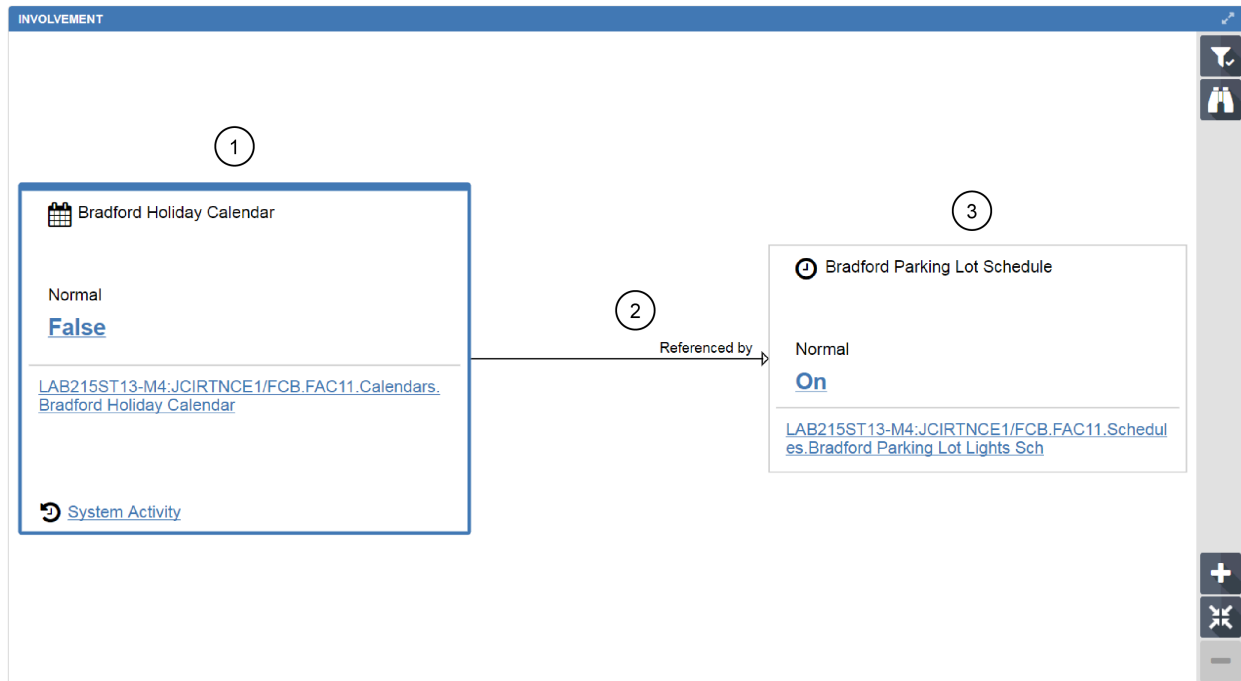 INVOLVEMENT
1
Bradford Holiday Calendar
Normal
False
LAB215ST13-M4:JCIRTNCE1/FCB.FAC11.Calendars.
Bradford Holiday Calendar
System Activity
2
Referenced by
3
Bradford Parking Lot Schedule
Normal
On
LAB215ST13-M4:JCIRTNCE1/FCB.FAC11.Schedul
es.Bradford Parking Lot Lights Sch